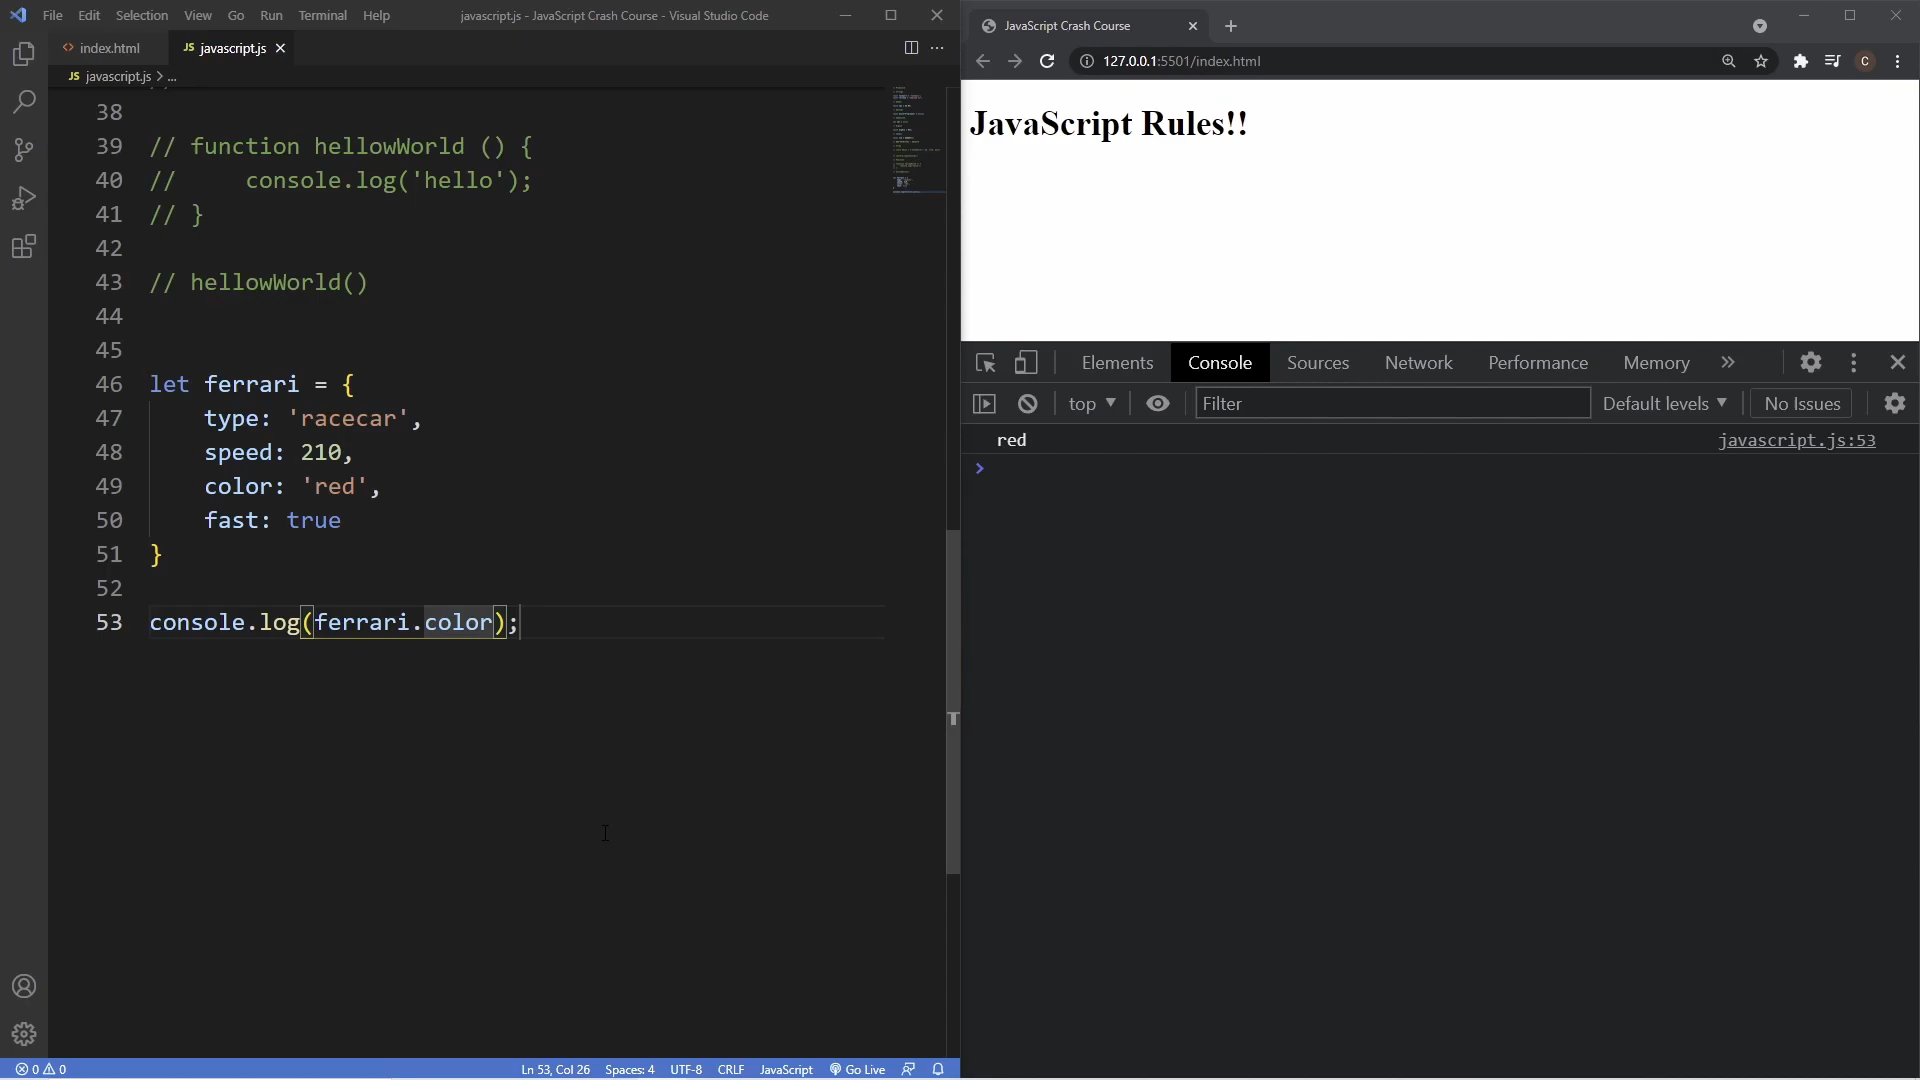 File Edit Selection View Go Run Terminal Help
javascript.js - JavaScript Crash Course - Visual Studio Code
index.html
JS javascript.js
JS javascript.js > ...
38
39 // function hellowWorld () {
40 //     console.log('hello');
41 // }
42
43 // hellowWorld()
44
45
46 let ferrari = {
47     type: 'racecar',
48     speed: 210,
49     color: 'red',
50     fast: true
51 }
52
53 console.log(ferrari.color);
0 0
Ln 53, Col 26 Spaces: 4 UTF-8 CRLF JavaScript Go Live
JavaScript Crash Course
127.0.0.1:5501/index.html
C
JavaScript Rules!!
Elements Console Sources Network Performance Memory
top Filter Default levels No Issues
red javascript.js:53